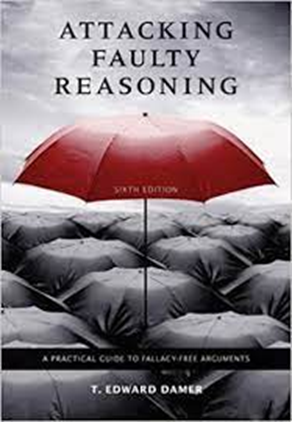 ATTACKING
FAULTY
REASONING
SIXTH EDITION
A PRACTICAL GUIDE TO FALLACY-FREE ARGUMENTS
T. EDWARD DAMER